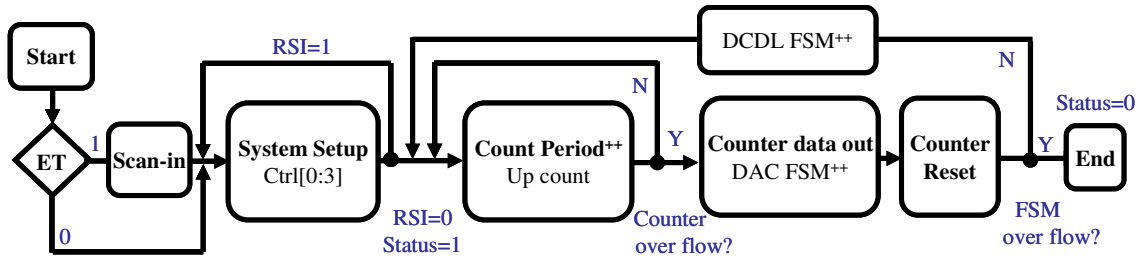 Start
ET
1
0
Scan-in
RSI=1
System Setup
Ctrl[0:3]
RSI=0
Status=1
Count Period++
Up count
N
Y
Counter
over flow?
DCDL FSM++
Counter data out
DAC FSM++
Counter
Reset
N
Y
FSM
over flow?
Status=0
End